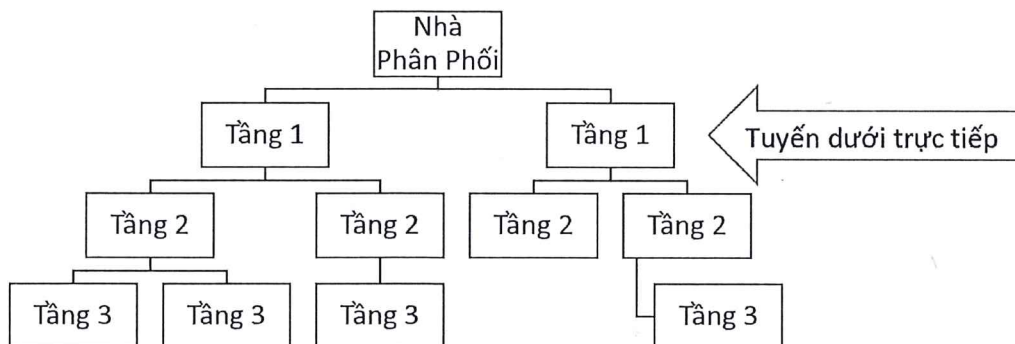 Nhà
Phân Phối
Tầng 1
Tầng 1
Tuyến dưới trực tiếp
Tầng 2
Tầng 2
Tầng 2
Tầng 2
Tầng 3
Tầng 3
Tầng 3
Tầng 3